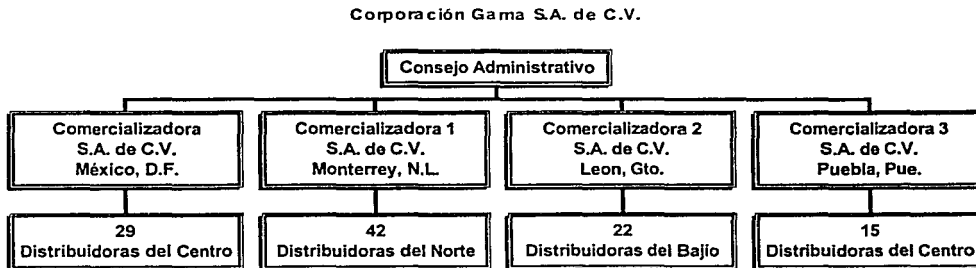 Corporación Gama S.A. de C.V.
Consejo Administrativo
Comercializadora
S.A. de C.V.
México, D.F.
Comercializadora 1
S.A. de C.V.
Monterrey, N.L.
Comercializadora 2
S.A. de C.V.
Leon, Gto.
Comercializadora 3
S.A. de C.V.
Puebla, Pue.
29
Distribuidoras del Centro
42
Distribuidoras del Norte
22
Distribuidoras del Bajío
15
Distribuidoras del Centro